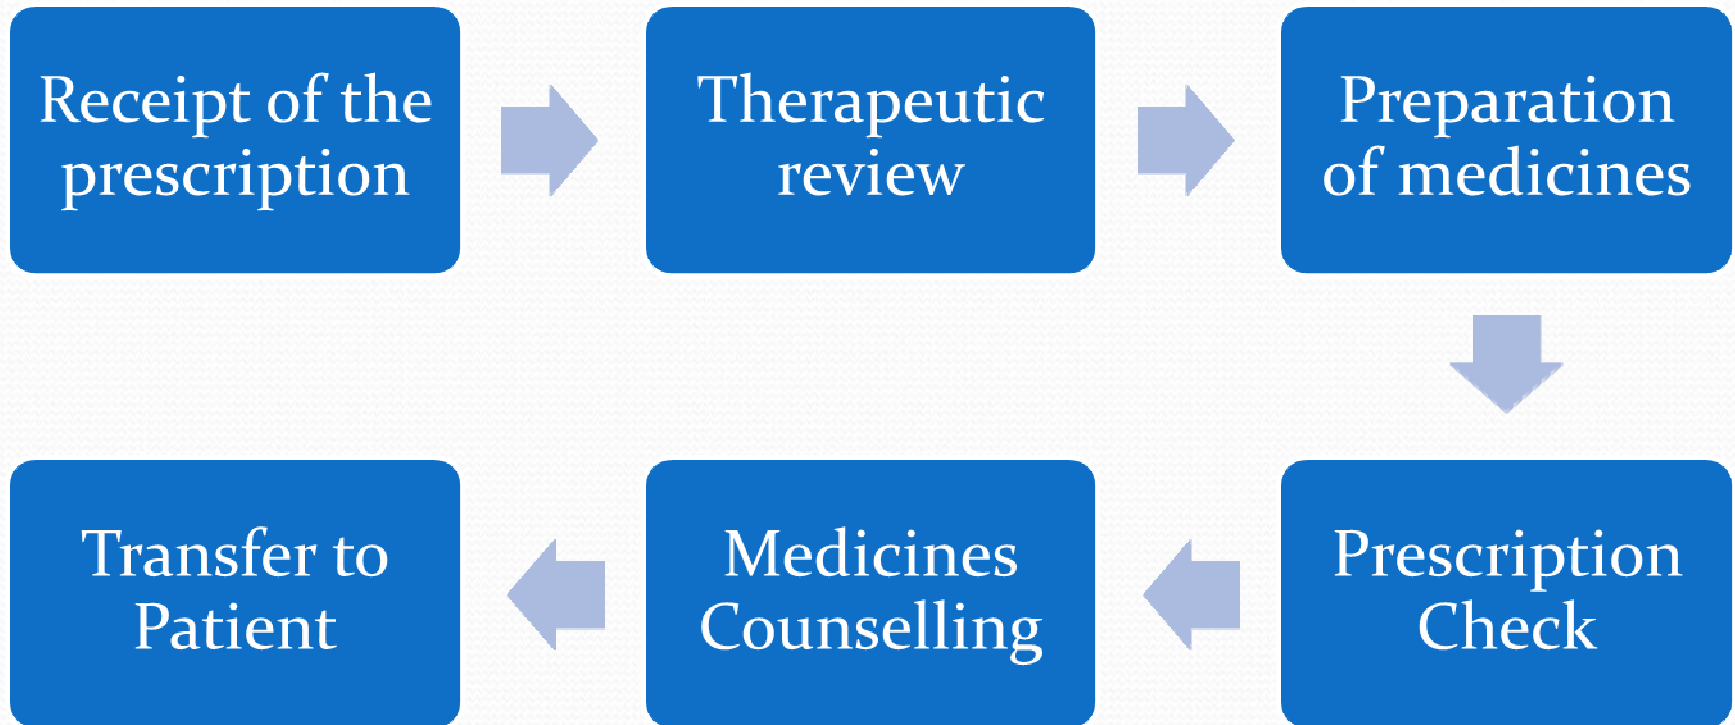 Receipt of the
prescription
Therapeutic
review
Preparation
of medicines
Prescription
Check
Medicines
Counselling
Transfer to
Patient